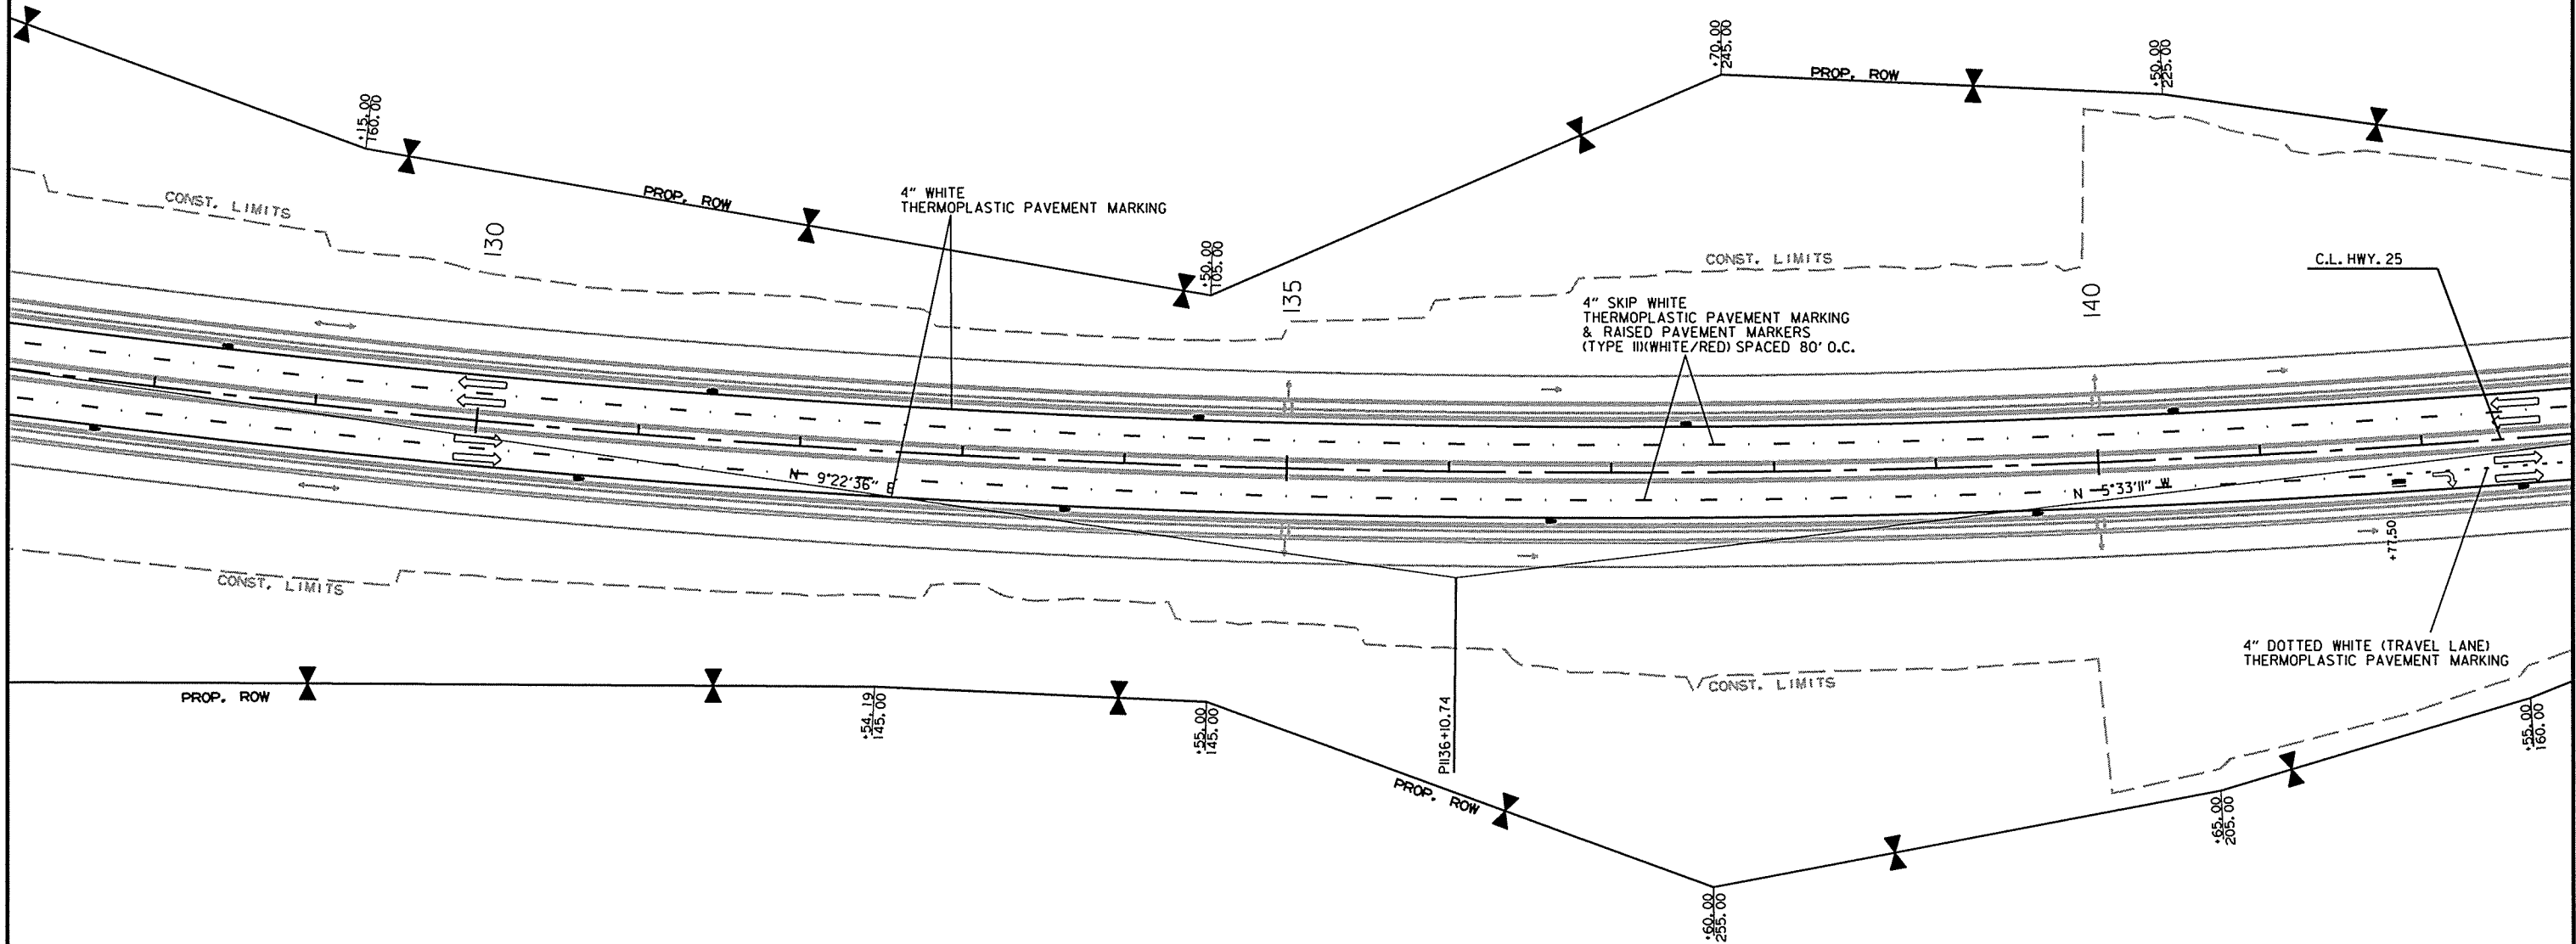 +70.00
245.00
+50.00
225.00
PROP. ROW
+15.00
160.00
PROP. ROW
4" WHITE
THERMOPLASTIC PAVEMENT MARKING
CONST. LIMITS
130
+50.00
105.00
135
CONST. LIMITS
140
C.L. HWY. 25
4" SKIP WHITE
THERMOPLASTIC PAVEMENT MARKING
& RAISED PAVEMENT MARKERS
(TYPE II)(WHITE/RED) SPACED 80' O.C.
N 9°22'36" E
N 5°33'11" W
+77.50
CONST. LIMITS
4" DOTTED WHITE (TRAVEL LANE)
THERMOPLASTIC PAVEMENT MARKING
PROP. ROW
CONST. LIMITS
+54.19
145.00
+55.00
145.00
PI136+10.74
+55.00
160.00
PROP. ROW
+65.00
205.00
+60.00
255.00